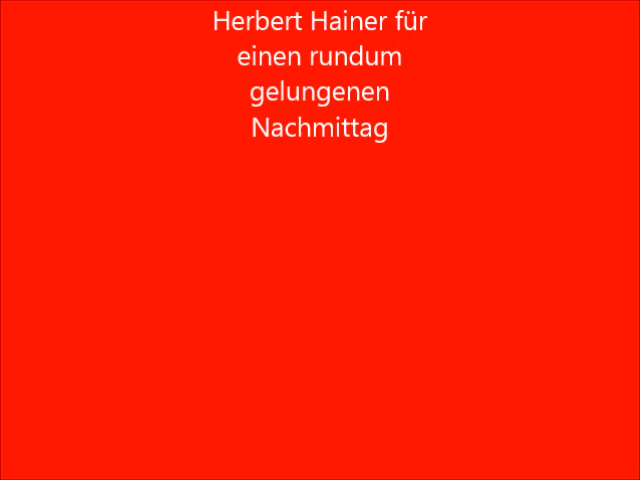 Herbert Hainer für
einen rundum
gelungenen
Nachmittag